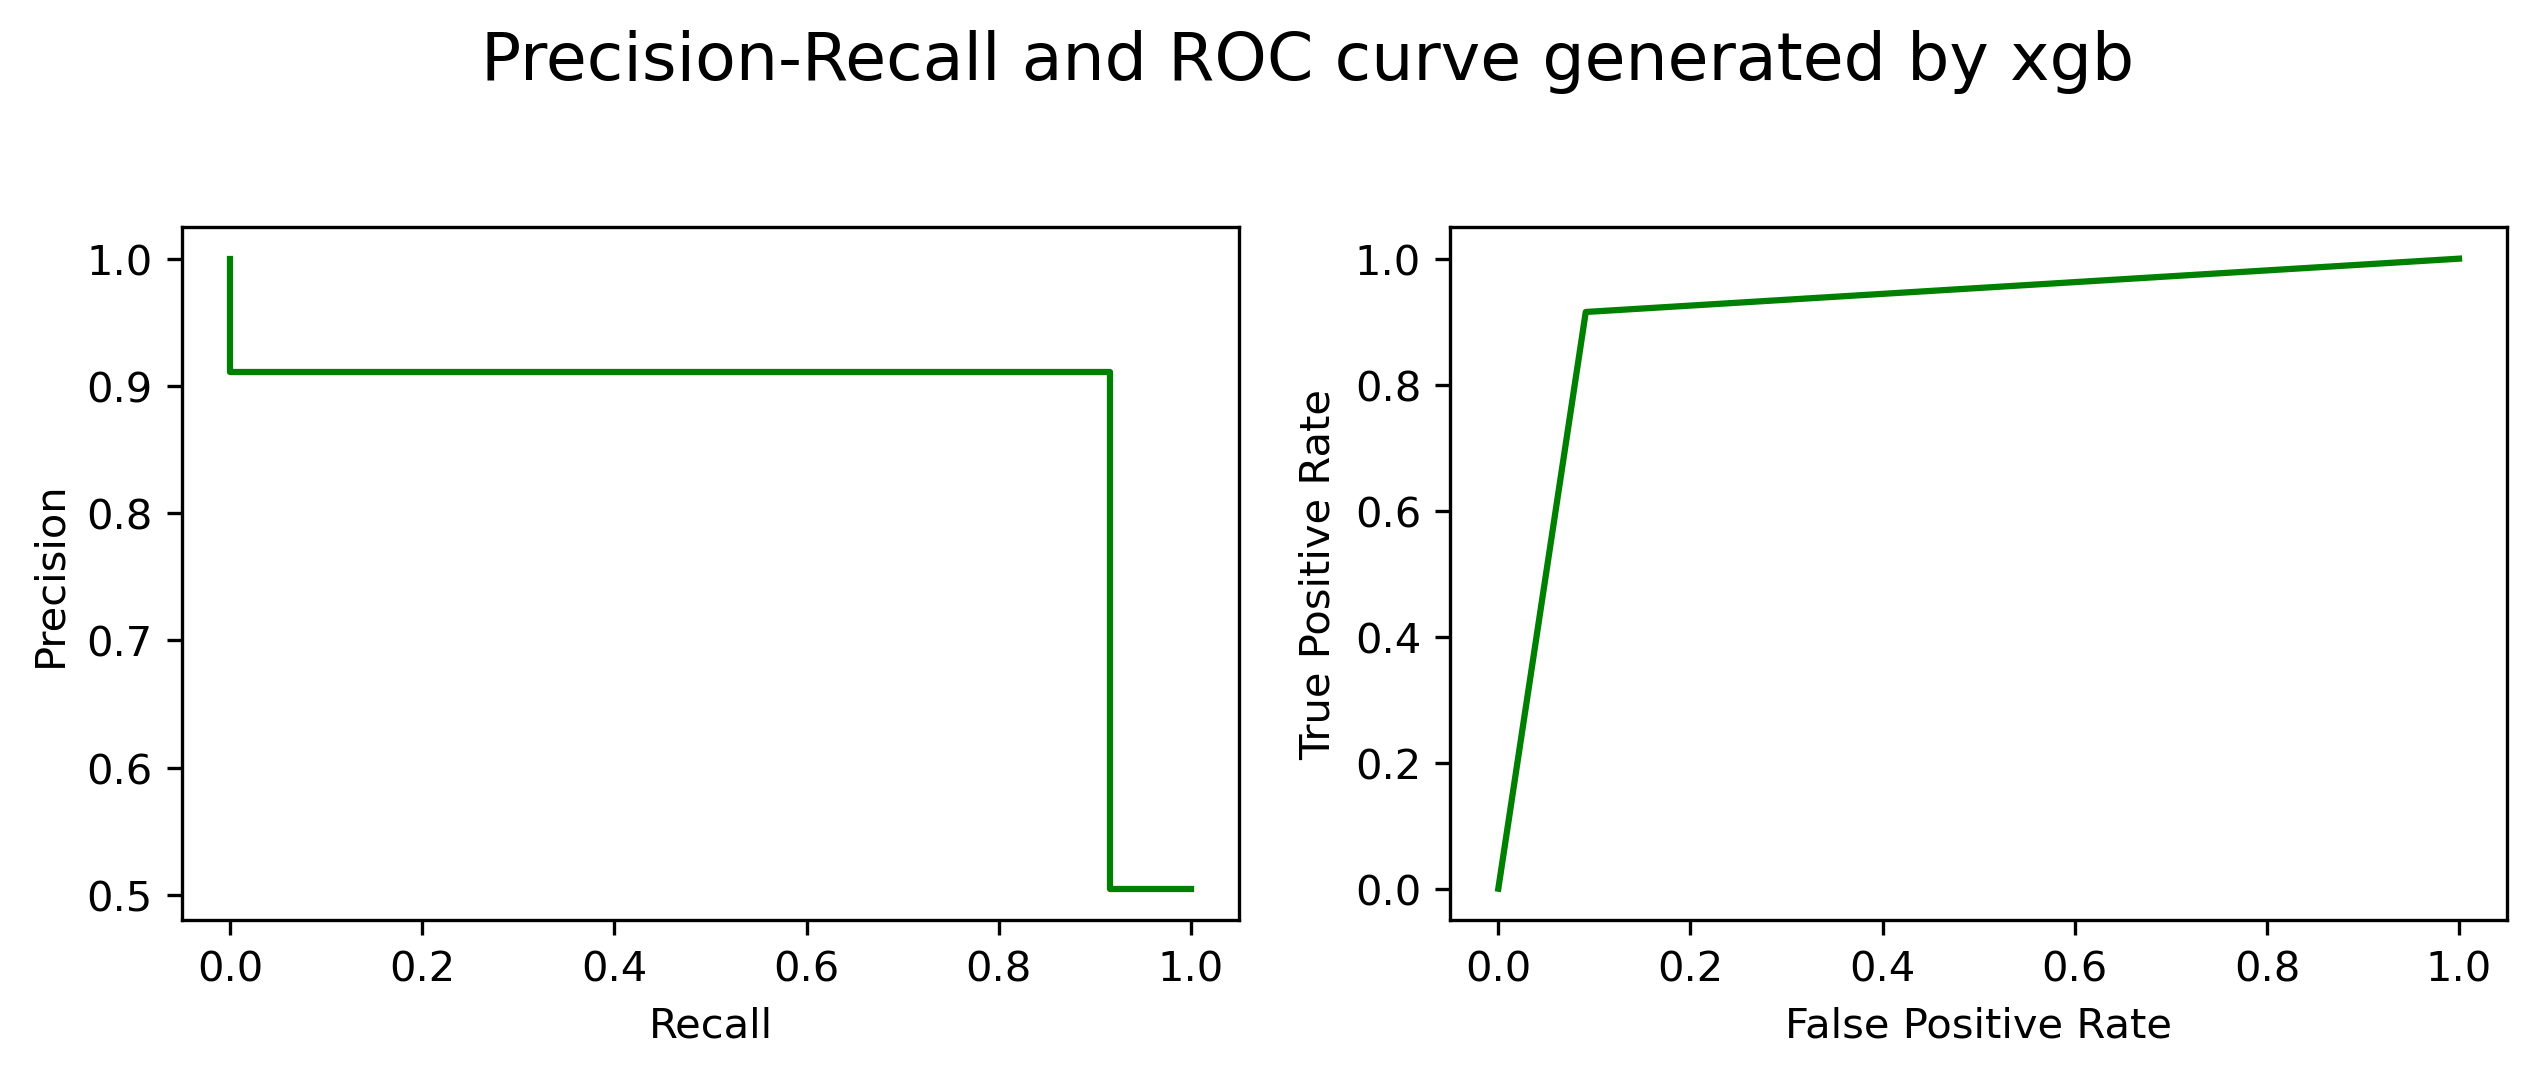 Precision-Recall and ROC curve generated by xgb
1.0
0.9
0.8
0.7
0.6
0.5
Precision
0.0 0.2 0.4 0.6 0.8 1.0
Recall
1.0
0.8
0.6
0.4
0.2
0.0
True Positive Rate
0.0 0.2 0.4 0.6 0.8 1.0
False Positive Rate